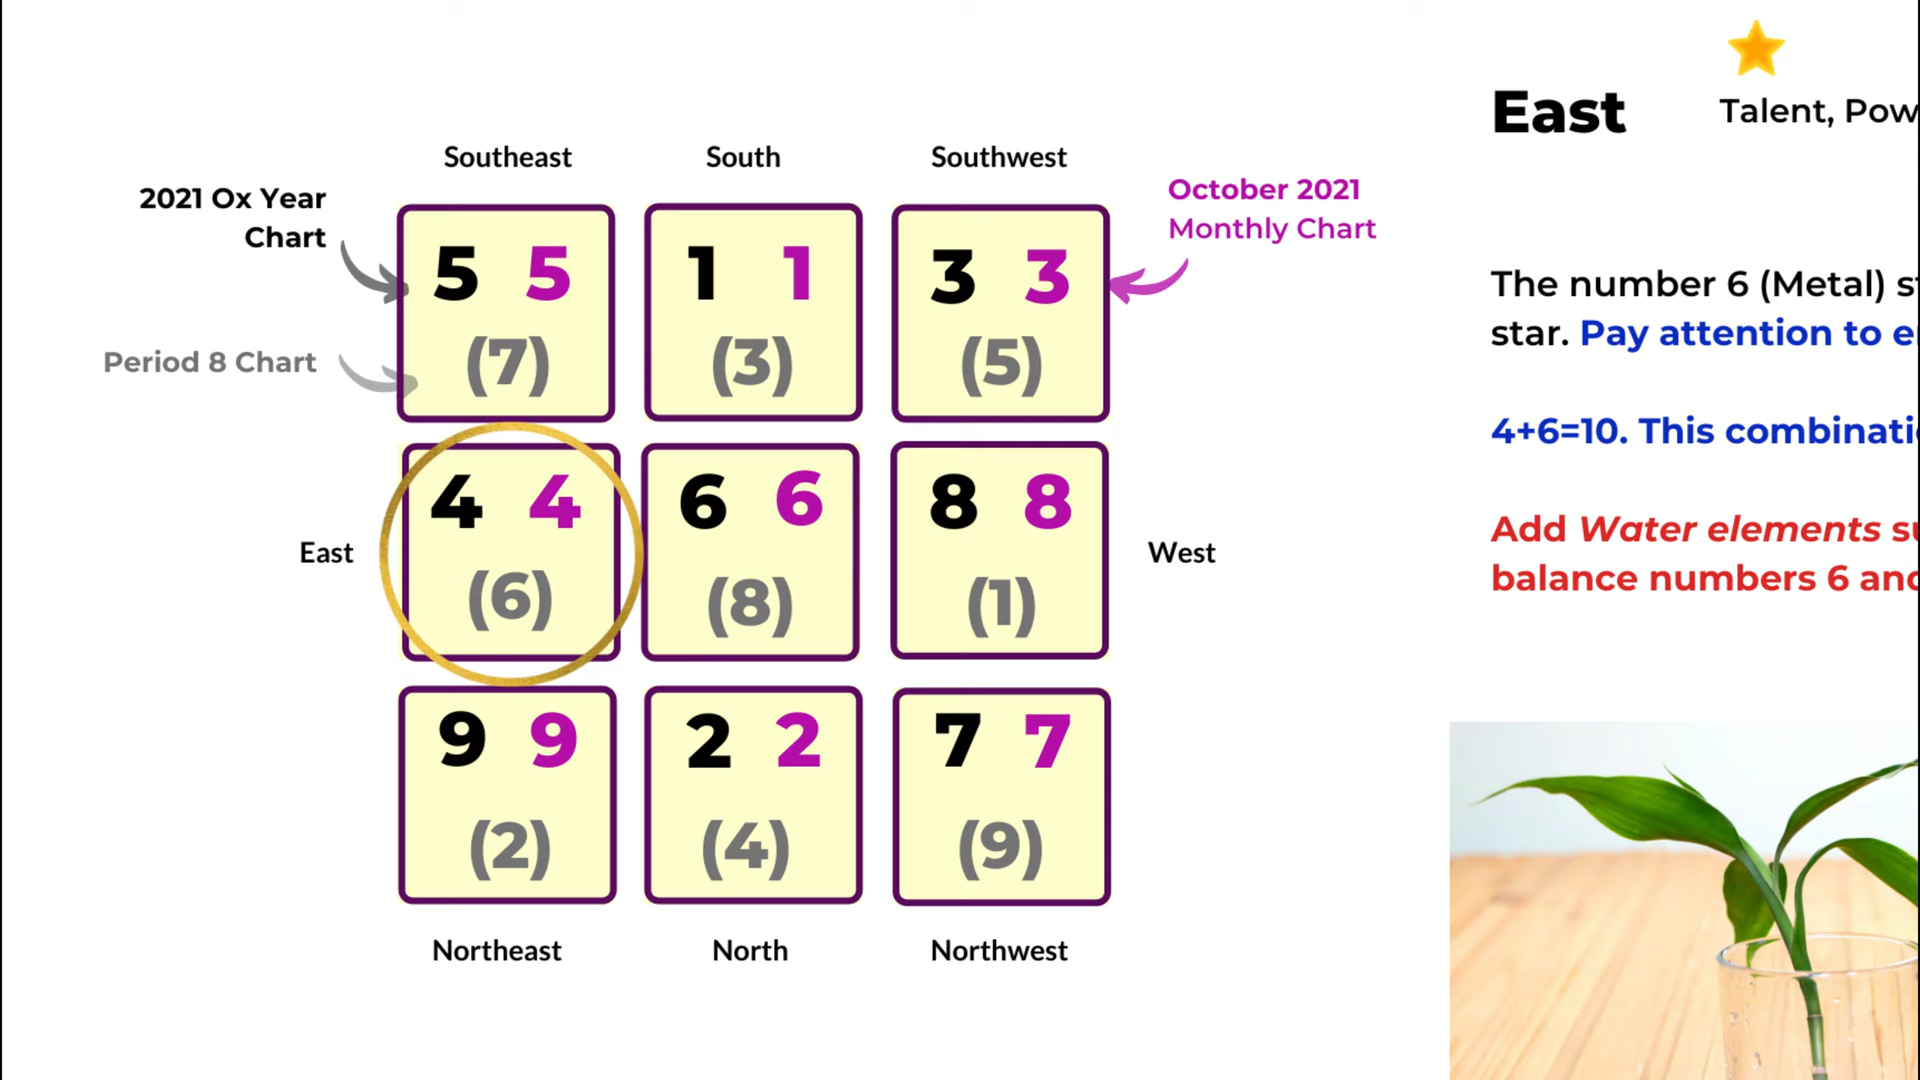 Southeast South Southwest
2021 Ox Year
Chart
October 2021
Monthly Chart
Period 8 Chart
5 5 1 1 3 3
(7) (3) (5)
East
4 4 6 6 8 8
(6) (8) (1)
West
9 9 2 2 7 7
(2) (4) (9)
Northeast North Northwest
East
Talent, Pow
The number 6 (Metal) s
star. Pay attention to e
4+6=10. This combinati
Add Water elements su
balance numbers 6 and